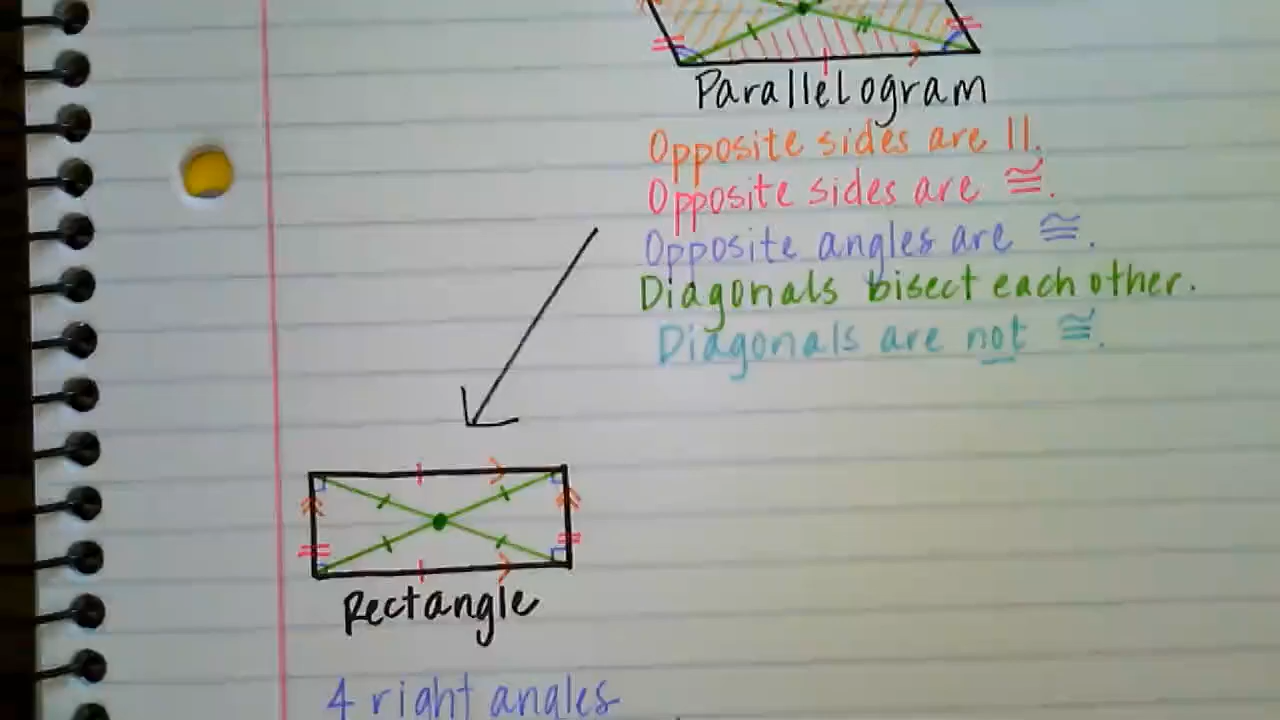 Parallelogram
Opposite sides are ||.
Opposite sides are ≅.
Opposite angles are ≅.
Diagonals bisect each other.
Diagonals are not ≅.
Rectangle
4 right angles